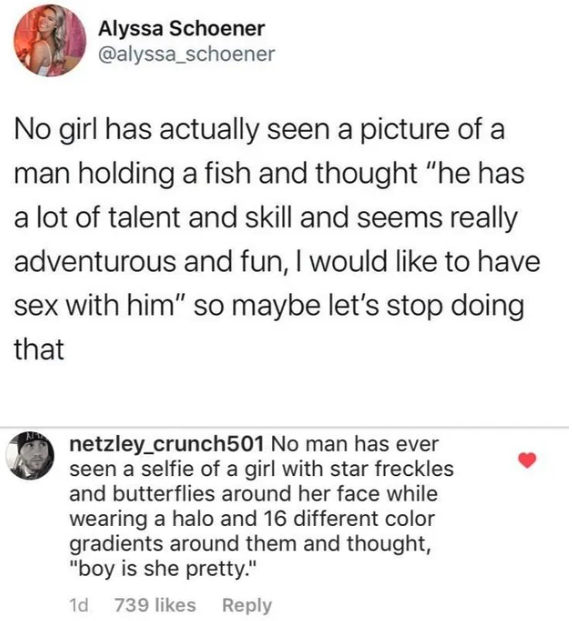 Alyssa Schoener
@alyssa_schoener
No girl has actually seen a picture of a
man holding a fish and thought “he has
a lot of talent and skill and seems really
adventurous and fun, I would like to have
sex with him” so maybe let’s stop doing
that
netzley_crunch501 No man has ever
seen a selfie of a girl with star freckles
and butterflies around her face while
wearing a halo and 16 different color
gradients around them and thought,
"boy is she pretty."
1d 739 likes Reply